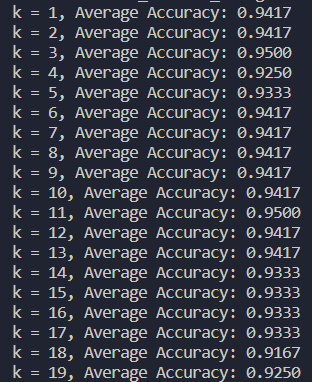 k = 1, Average Accuracy: 0.9417
k = 2, Average Accuracy: 0.9417
k = 3, Average Accuracy: 0.9500
k = 4, Average Accuracy: 0.9250
k = 5, Average Accuracy: 0.9333
k = 6, Average Accuracy: 0.9417
k = 7, Average Accuracy: 0.9417
k = 8, Average Accuracy: 0.9417
k = 9, Average Accuracy: 0.9417
k = 10, Average Accuracy: 0.9417
k = 11, Average Accuracy: 0.9500
k = 12, Average Accuracy: 0.9417
k = 13, Average Accuracy: 0.9417
k = 14, Average Accuracy: 0.9333
k = 15, Average Accuracy: 0.9333
k = 16, Average Accuracy: 0.9333
k = 17, Average Accuracy: 0.9333
k = 18, Average Accuracy: 0.9167
k = 19, Average Accuracy: 0.9250